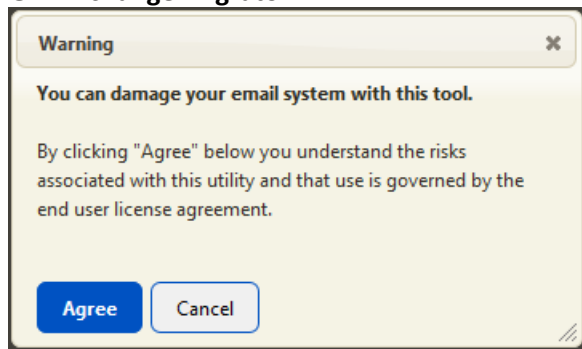 Warning
You can damage your email system with this tool.
By clicking "Agree" below you understand the risks
associated with this utility and that use is governed by the
end user license agreement.
Agree
Cancel